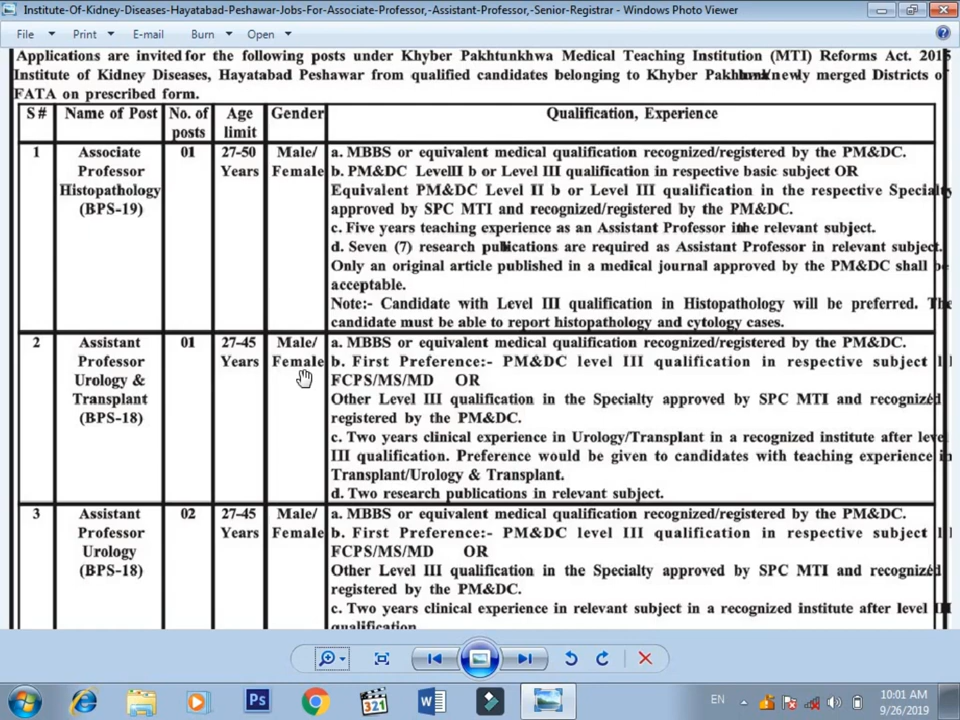 Institute-Of-Kidney-Diseases-Hayatabad-Peshawar-Jobs-For-Associate-Professor,-Assistant-Professor,-Senior-Registrar - Windows Photo Viewer
File Print E-mail Burn Open
Applications are invited for the following posts under Khyber Pakhtunkhwa Medical Teaching Institution (MTI) Reforms Act. 2015
Institute of Kidney Diseases, Hayatabad Peshawar from qualified candidates belonging to Khyber newly merged Districts of
FATA on prescribed form.
S # Name of Post No. of posts Age limit Gender Qualification, Experience
1 Associate Professor Histopathology (BPS-19) 01 27-50 Years Male/ Female
a. MBBS or equivalent medical qualification recognized/registered by the PM&DC.
b. PM&DC LevelII b or Level III qualification in respective basic subject OR
Equivalent PM&DC Level II b or Level III qualification in the respective Specialty
approved by SPC MTI and recognized/registered by the PM&DC.
c. Five years teaching experience as an Assistant Professor in the relevant subject.
d. Seven (7) research publications are required as Assistant Professor in relevant subject.
Only an original article published in a medical journal approved by the PM&DC shall be
acceptable.
Note:- Candidate with Level III qualification in Histopathology will be preferred. The
candidate must be able to report histopathology and cytology cases.
2 Assistant Professor Urology & Transplant (BPS-18) 01 27-45 Years Male/ Female
a. MBBS or equivalent medical qualification recognized/registered by the PM&DC.
b. First Preference:- PM&DC level III qualification in respective subject
FCPS/MS/MD OR
Other Level III qualification in the Specialty approved by SPC MTI and recognized/
registered by the PM&DC.
c. Two years clinical experience in Urology/Transplant in a recognized institute after level
III qualification. Preference would be given to candidates with teaching experience in
Transplant/Urology & Transplant.
d. Two research publications in relevant subject.
3 Assistant Professor Urology (BPS-18) 02 27-45 Years Male/ Female
a. MBBS or equivalent medical qualification recognized/registered by the PM&DC.
b. First Preference:- PM&DC level III qualification in respective subject
FCPS/MS/MD OR
Other Level III qualification in the Specialty approved by SPC MTI and recognized/
registered by the PM&DC.
c. Two years clinical experience in relevant subject in a recognized institute after level III
qualification.
Ps
321
W
EN
10:01 AM
9/26/2019